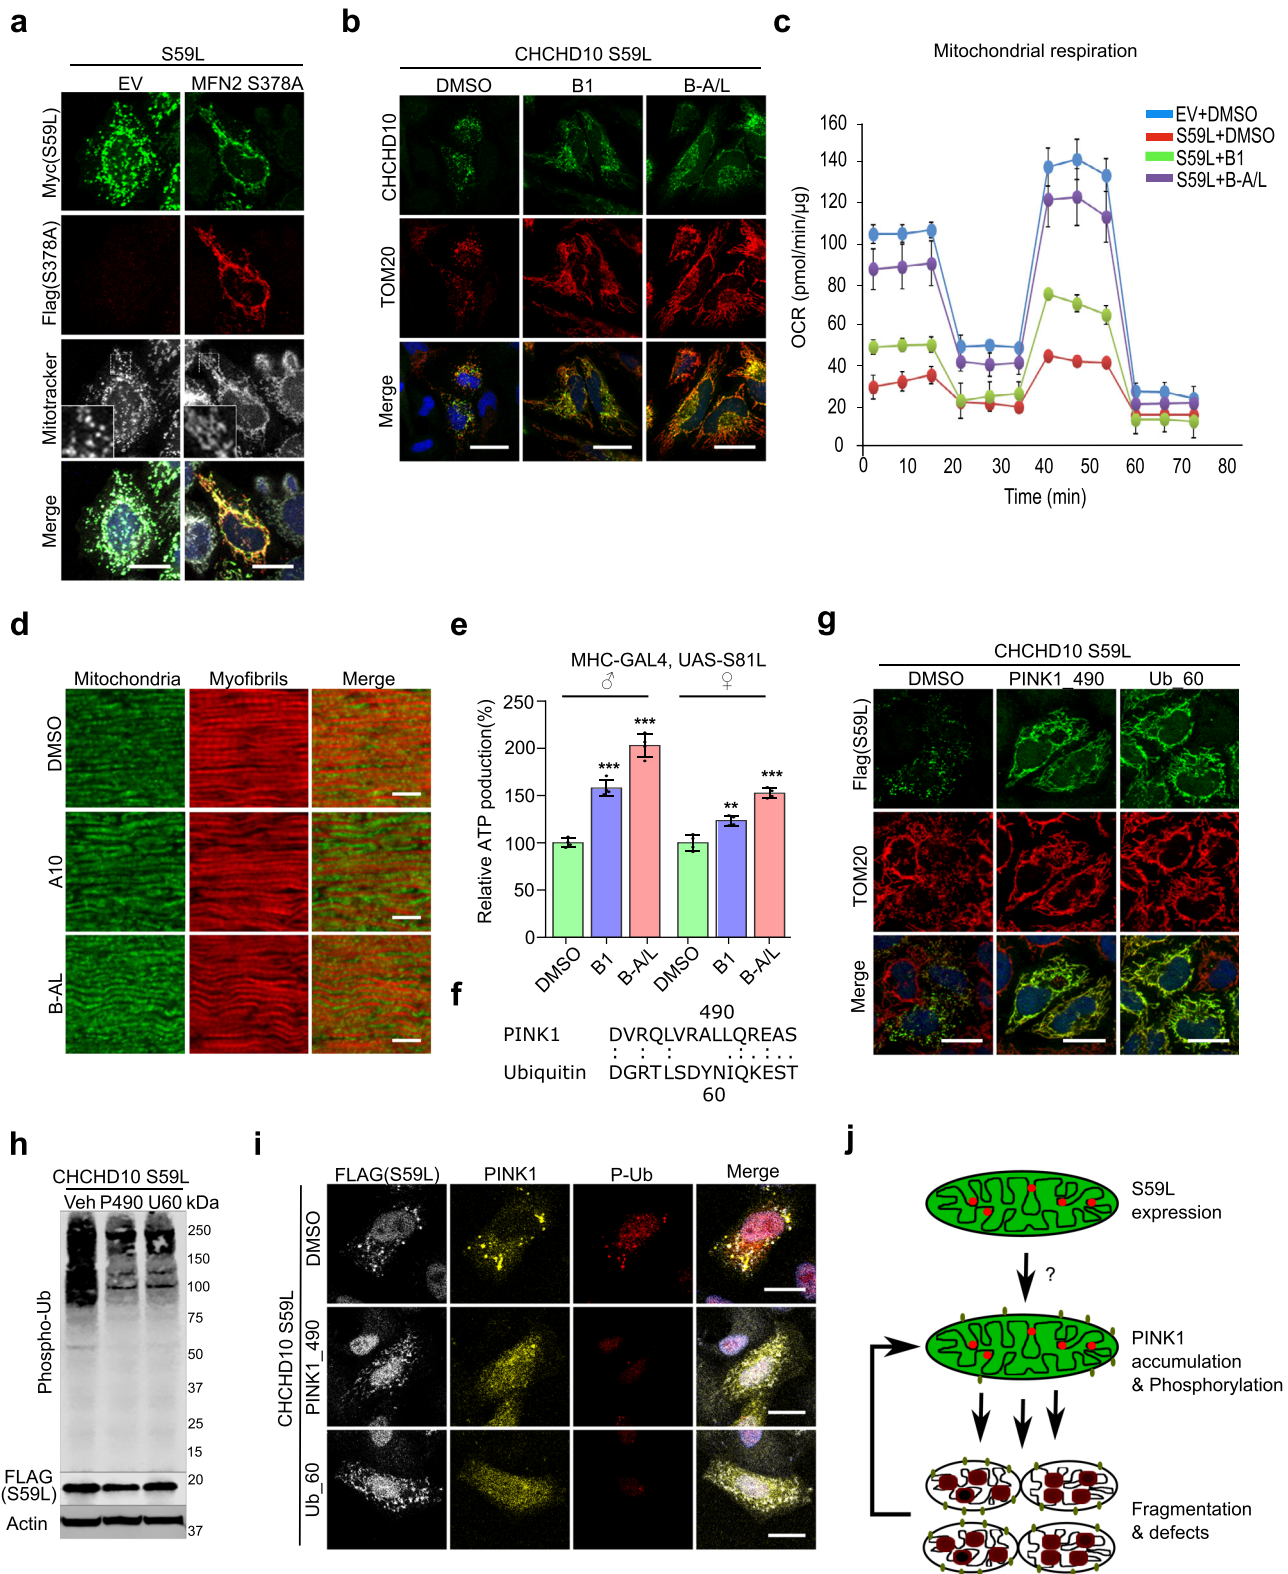 a
S59L
EV MFN2 S378A
Myc(S59L)
Flag(S378A)
Mitotracker
Merge
b
CHCHD10 S59L
DMSO B1 B-A/L
CHCHD10
TOM20
Merge
c
Mitochondrial respiration
EV+DMSO
S59L+DMSO
S59L+B1
S59L+B-A/L
OCR (pmol/min/µg)
160
140
120
100
80
60
40
20
0
0 10 20 30 40 50 60 70 80
Time (min)
d
Mitochondria Myofibrils Merge
DMSO
A10
B-AL
e
MHC-GAL4, UAS-S81L
♂ ♀
Relative ATP poduction(%)
250
200
150
100
50
0
*** *** ** ***
DMSO B1 B-A/L DMSO B1 B-A/L
f
490
PINK1 DVRQLVRALLQREAS
Ubiquitin DGRTLSDYNIQKEST
60
g
CHCHD10 S59L
DMSO PINK1_490 Ub_60
Flag(S59L)
TOM20
Merge
h
CHCHD10 S59L
Veh P490 U60 kDa
250
150
100
75
50
37
25
15
20
37
Phospho-Ub
FLAG
(S59L)
Actin
i
FLAG(S59L) PINK1 P-Ub Merge
CHCHD10 S59L
DMSO
PINK1_490
Ub_60
j
S59L
expression
?
PINK1
accumulation
& Phosphorylation
Fragmentation
& defects